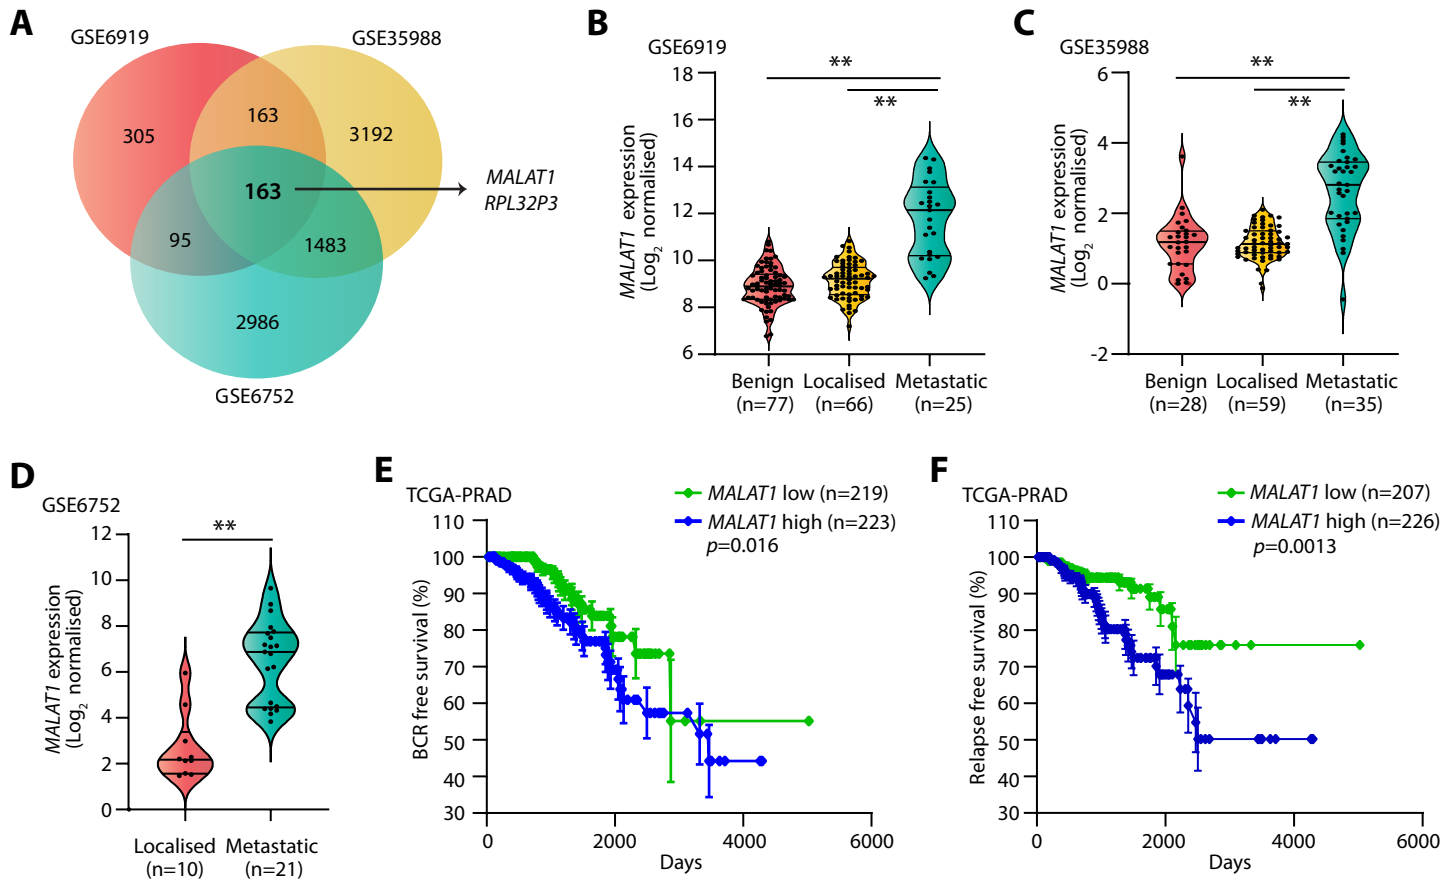 A
GSE6919
GSE35988
163
305
3192
163
MALAT1
RPL32P3
95
1483
2986
GSE6752
B
GSE6919
**
**
MALAT1 expression
(Log2 normalised)
18
16
14
12
10
8
6
Benign
(n=77)
Localised
(n=66)
Metastatic
(n=25)
C
GSE35988
**
**
MALAT1 expression
(Log2 normalised)
6
4
2
0
-2
Benign
(n=28)
Localised
(n=59)
Metastatic
(n=35)
D
GSE6752
**
MALAT1 expression
(Log2 normalised)
12
10
8
6
4
2
0
Localised
(n=10)
Metastatic
(n=21)
E
TCGA-PRAD
MALAT1 low (n=219)
MALAT1 high (n=223)
p=0.016
BCR free survival (%)
110
100
90
80
70
60
50
40
30
0
2000
4000
6000
Days
F
TCGA-PRAD
MALAT1 low (n=207)
MALAT1 high (n=226)
p=0.0013
Relapse free survival (%)
110
100
90
80
70
60
50
40
30
0
2000
4000
6000
Days